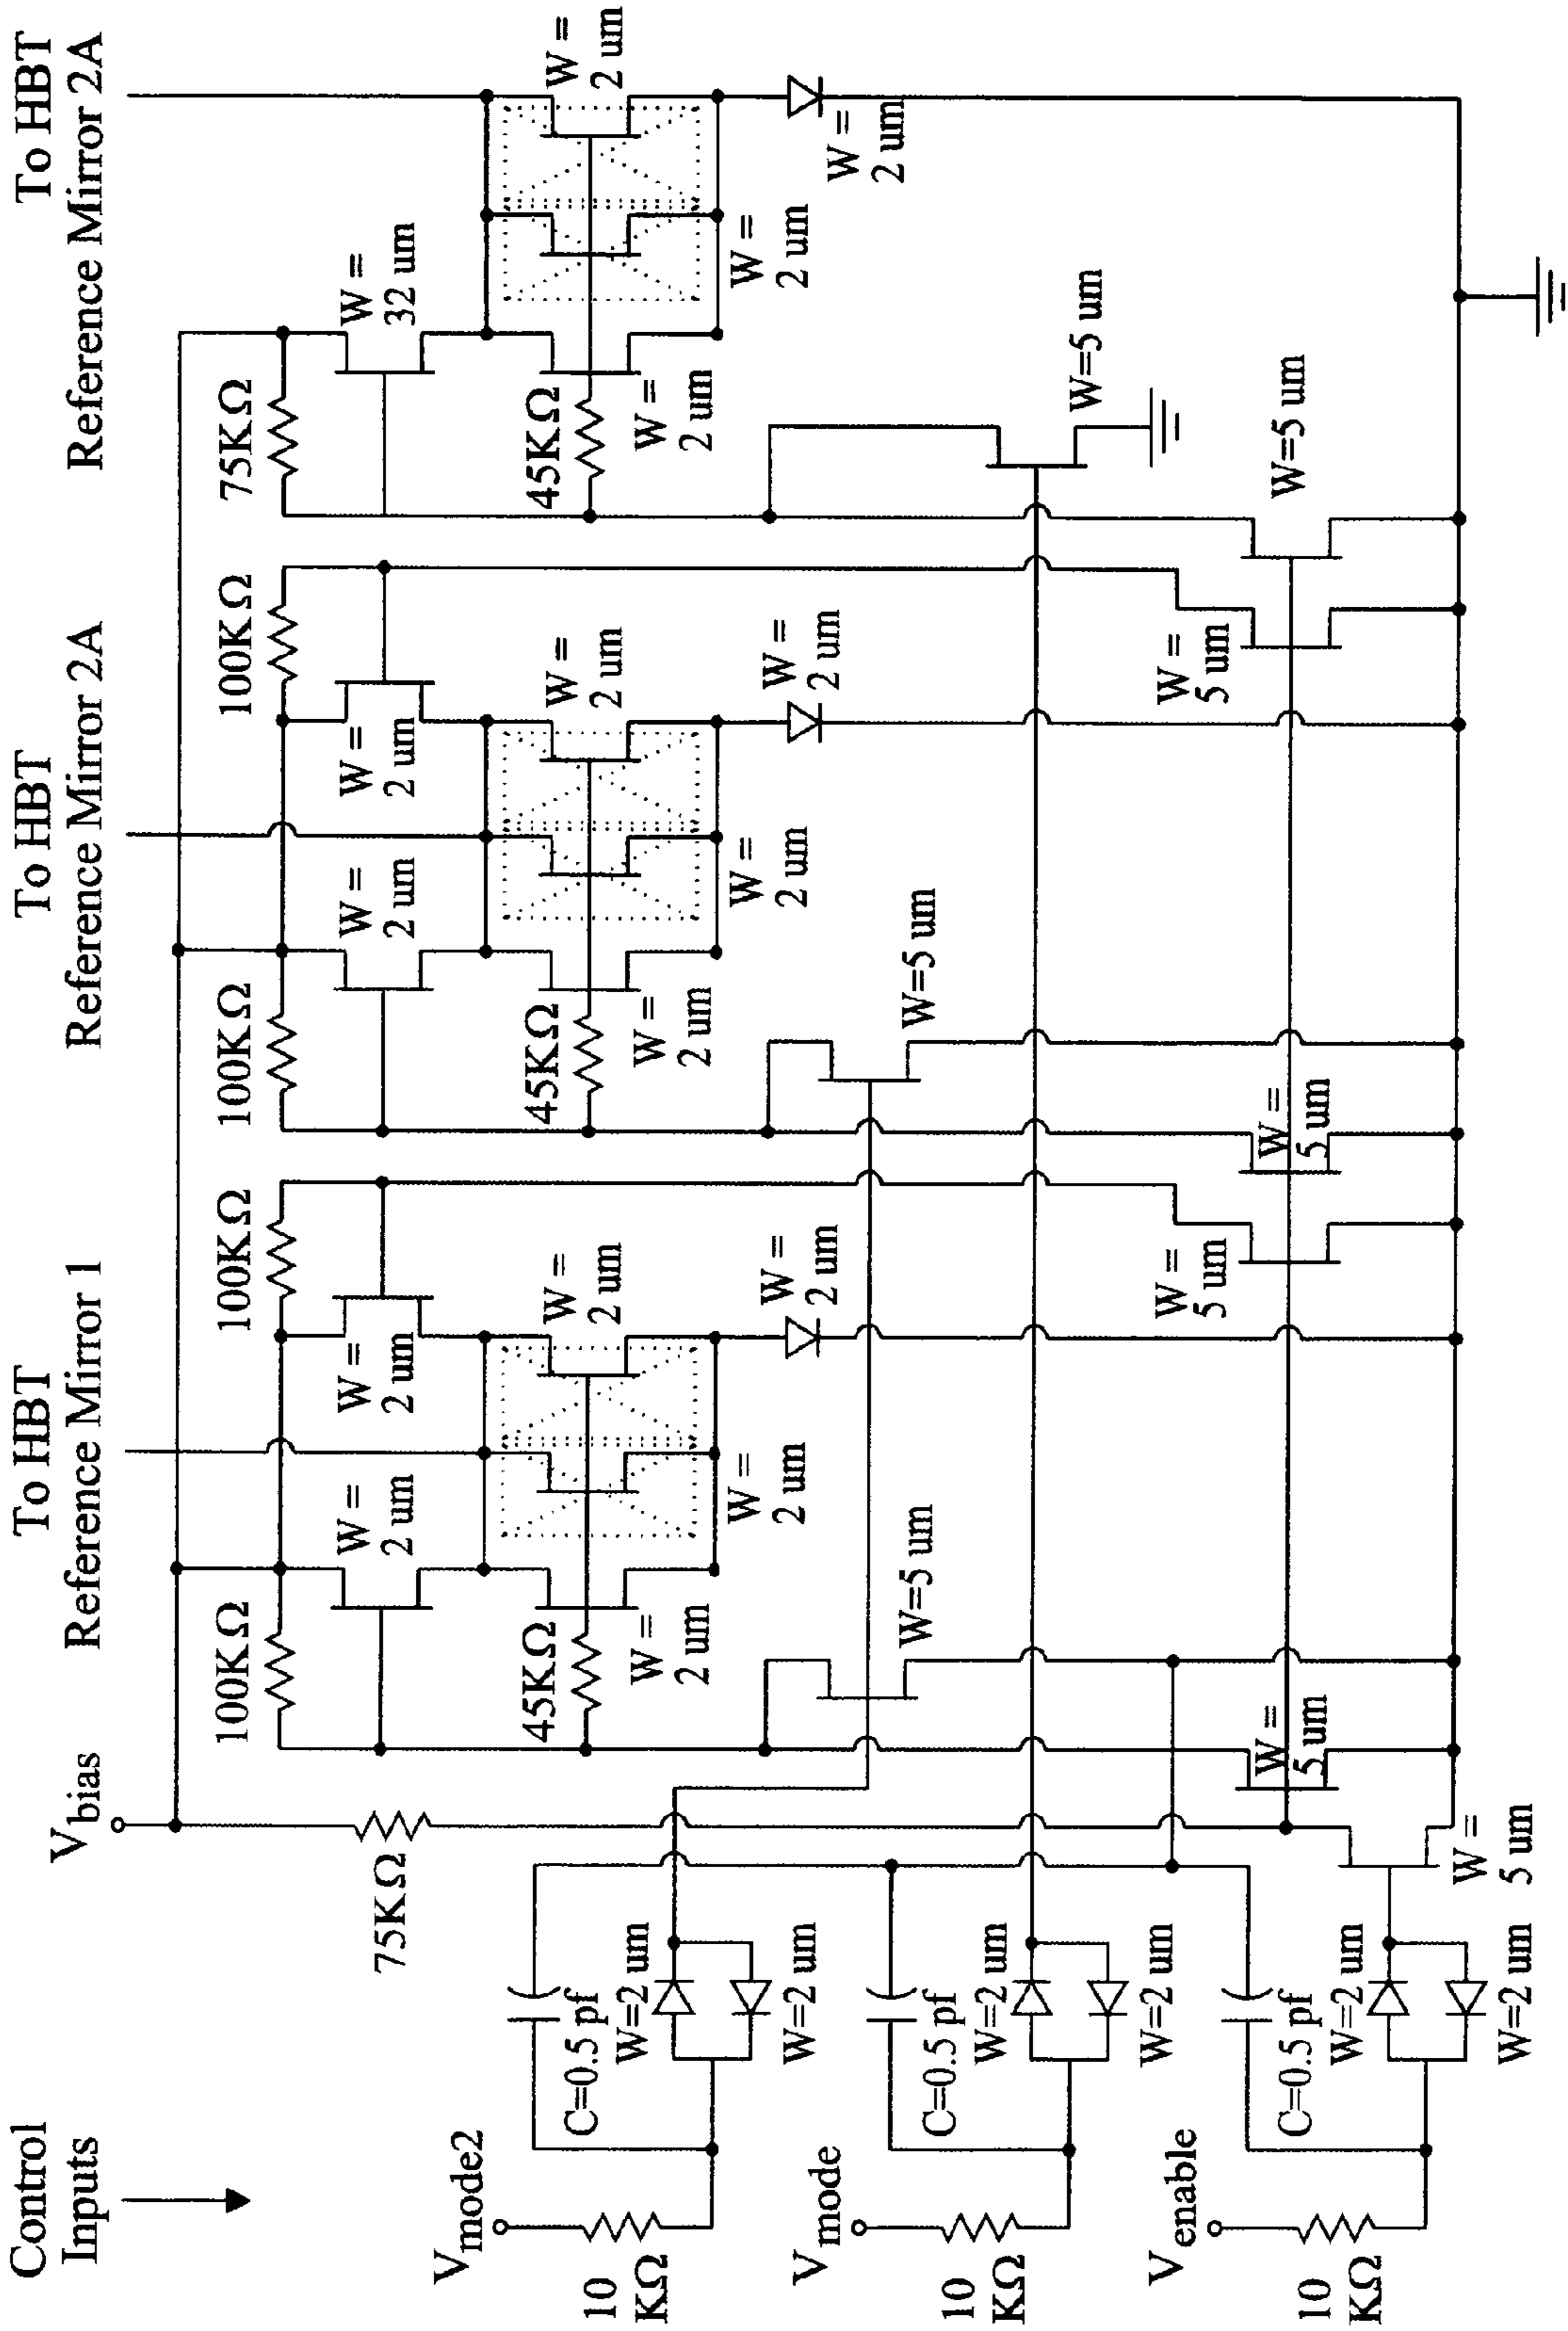 Control
Inputs
V bias
To HBT
Reference Mirror 1
To HBT
Reference Mirror 2A
To HBT
Reference Mirror 2A
100KΩ
100KΩ
100KΩ
100KΩ
75KΩ
W =
2 um
W =
2 um
W =
2 um
W =
2 um
W =
32 um
75KΩ
45KΩ
W =
2 um
W =
2 um
W =
2 um
45KΩ
W =
2 um
W =
2 um
W =
2 um
45KΩ
W =
2 um
W =
2 um
W =
2 um
W =
2 um
W =
2 um
W =
2 um
Vmode2
10
KΩ
C=0.5 pf
W=2 um
W=2 um
W=5 um
W=5 um
Vmode
10
KΩ
C=0.5 pf
W=2 um
W=2 um
W=5 um
Venable
10
KΩ
C=0.5 pf
W=2 um
W=2 um
W =
5 um
W =
5 um
W =
5 um
W =
5 um
W =
5 um
W=5 um